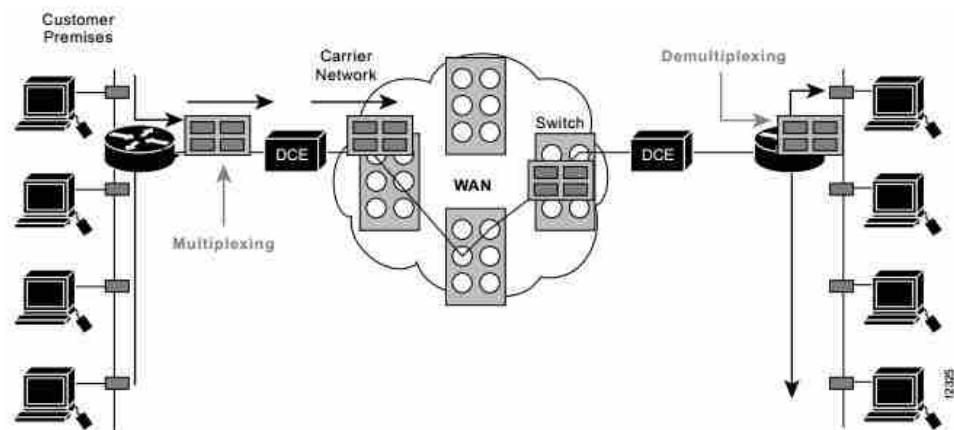 Customer
Premises
Carrier
Network
Demultiplexing
Switch
DCE
WAN
DCE
Multiplexing
12325